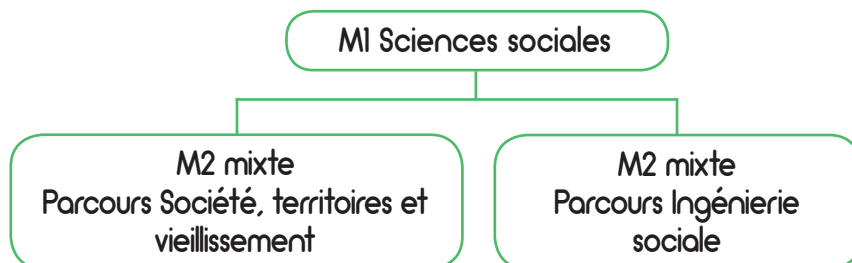 M1 Sciences sociales
M2 mixte
Parcours Société, territoires et
vieillissement
M2 mixte
Parcours Ingénierie
sociale